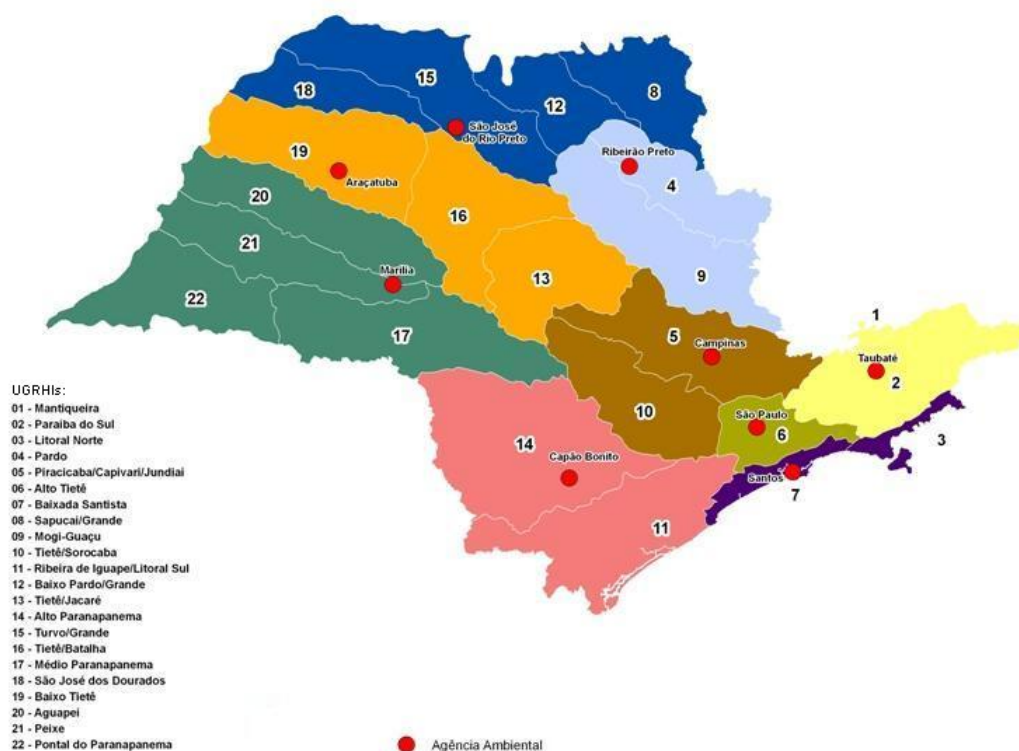 15
18
12
8
São José
do Rio Preto
Ribeirão Preto
19
Araçatuba
4
20
16
21
Marília
13
9
22
17
1
5
Campinas
Taubaté
2
UGRHIs:
01 - Mantiqueira
02 - Paraíba do Sul
03 - Litoral Norte
04 - Pardo
05 - Piracicaba/Capivari/Jundiaí
06 - Alto Tietê
07 - Baixada Santista
08 - Sapucaí/Grande
09 - Mogi-Guaçu
10 - Tietê/Sorocaba
11 - Ribeira de Iguape/Litoral Sul
12 - Baixo Pardo/Grande
13 - Tietê/Jacaré
14 - Alto Paranapanema
15 - Turvo/Grande
16 - Tietê/Batalha
17 - Médio Paranapanema
18 - São José dos Dourados
19 - Baixo Tietê
20 - Aguapeí
21 - Peixe
22 - Pontal do Paranapanema
10
São Paulo
6
3
14
Capão Bonito
Santos
7
11
Agência Ambiental